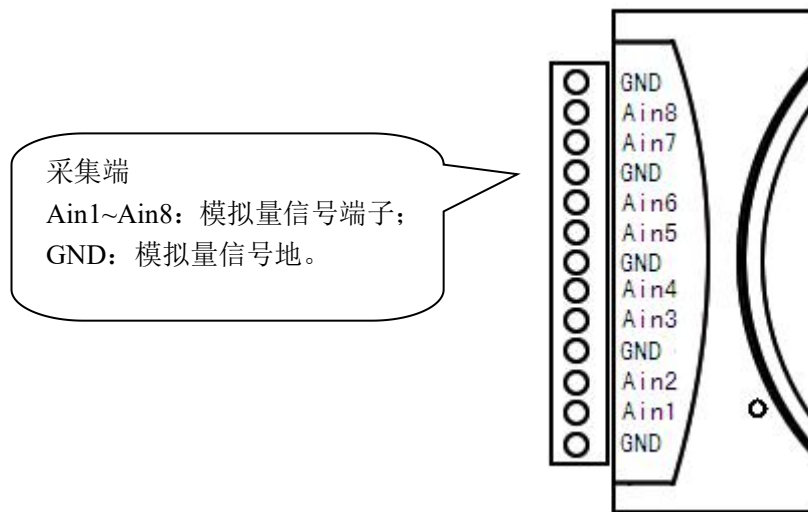 采集端
Ain1~Ain8：模拟量信号端子；
GND：模拟量信号地。
GND
Ain8
Ain7
GND
Ain6
Ain5
GND
Ain4
Ain3
GND
Ain2
Ain1
GND